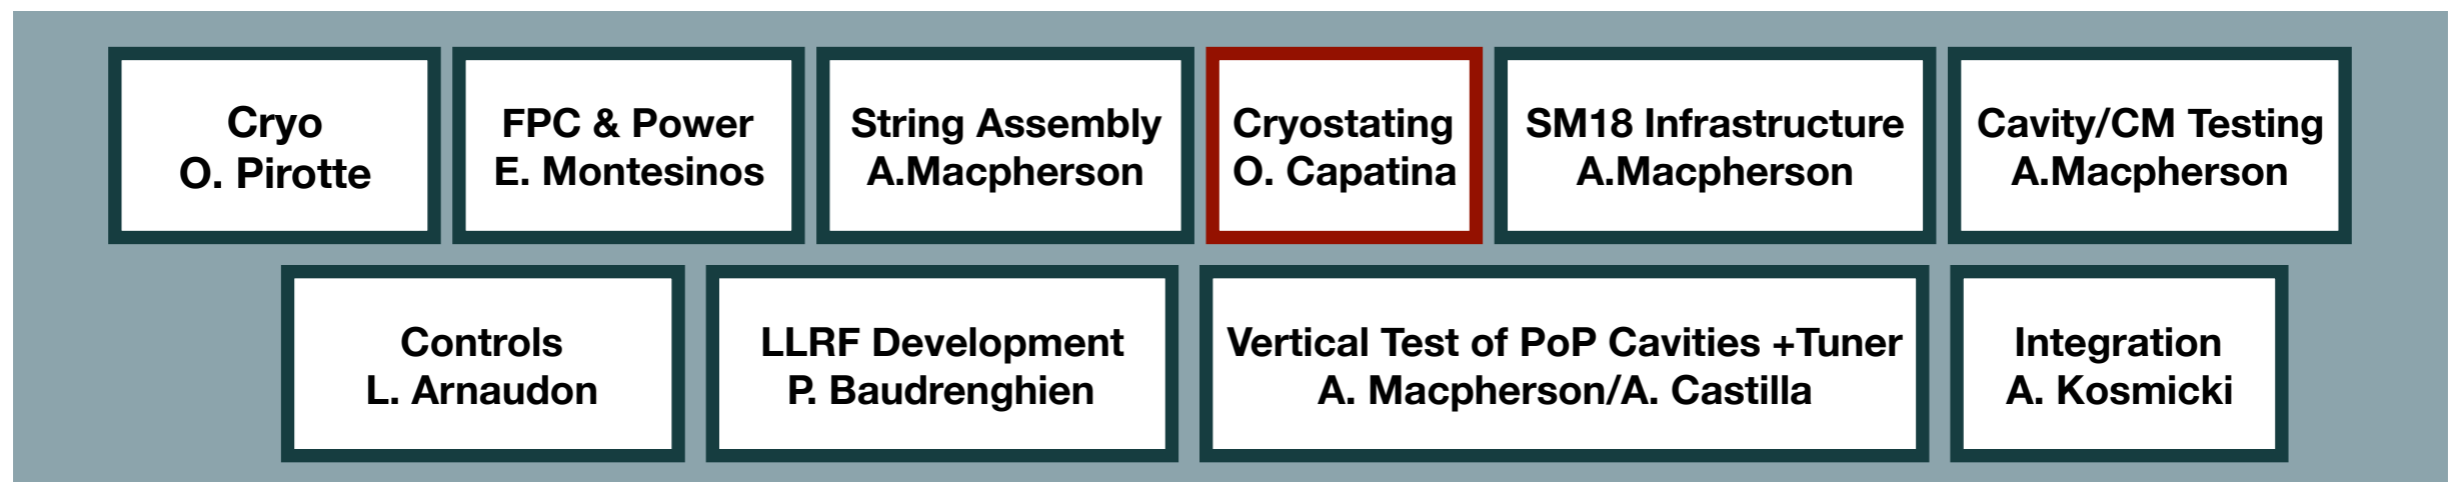 Cryo
O. Pirotte
FPC & Power
E. Montesinos
String Assembly
A.Macpherson
Cryostating
O. Capatina
SM18 Infrastructure
A.Macpherson
Cavity/CM Testing
A.Macpherson
Controls
L. Arnaudon
LLRF Development
P. Baudrenghien
Vertical Test of PoP Cavities +Tuner
A. Macpherson/A. Castilla
Integration
A. Kosmicki